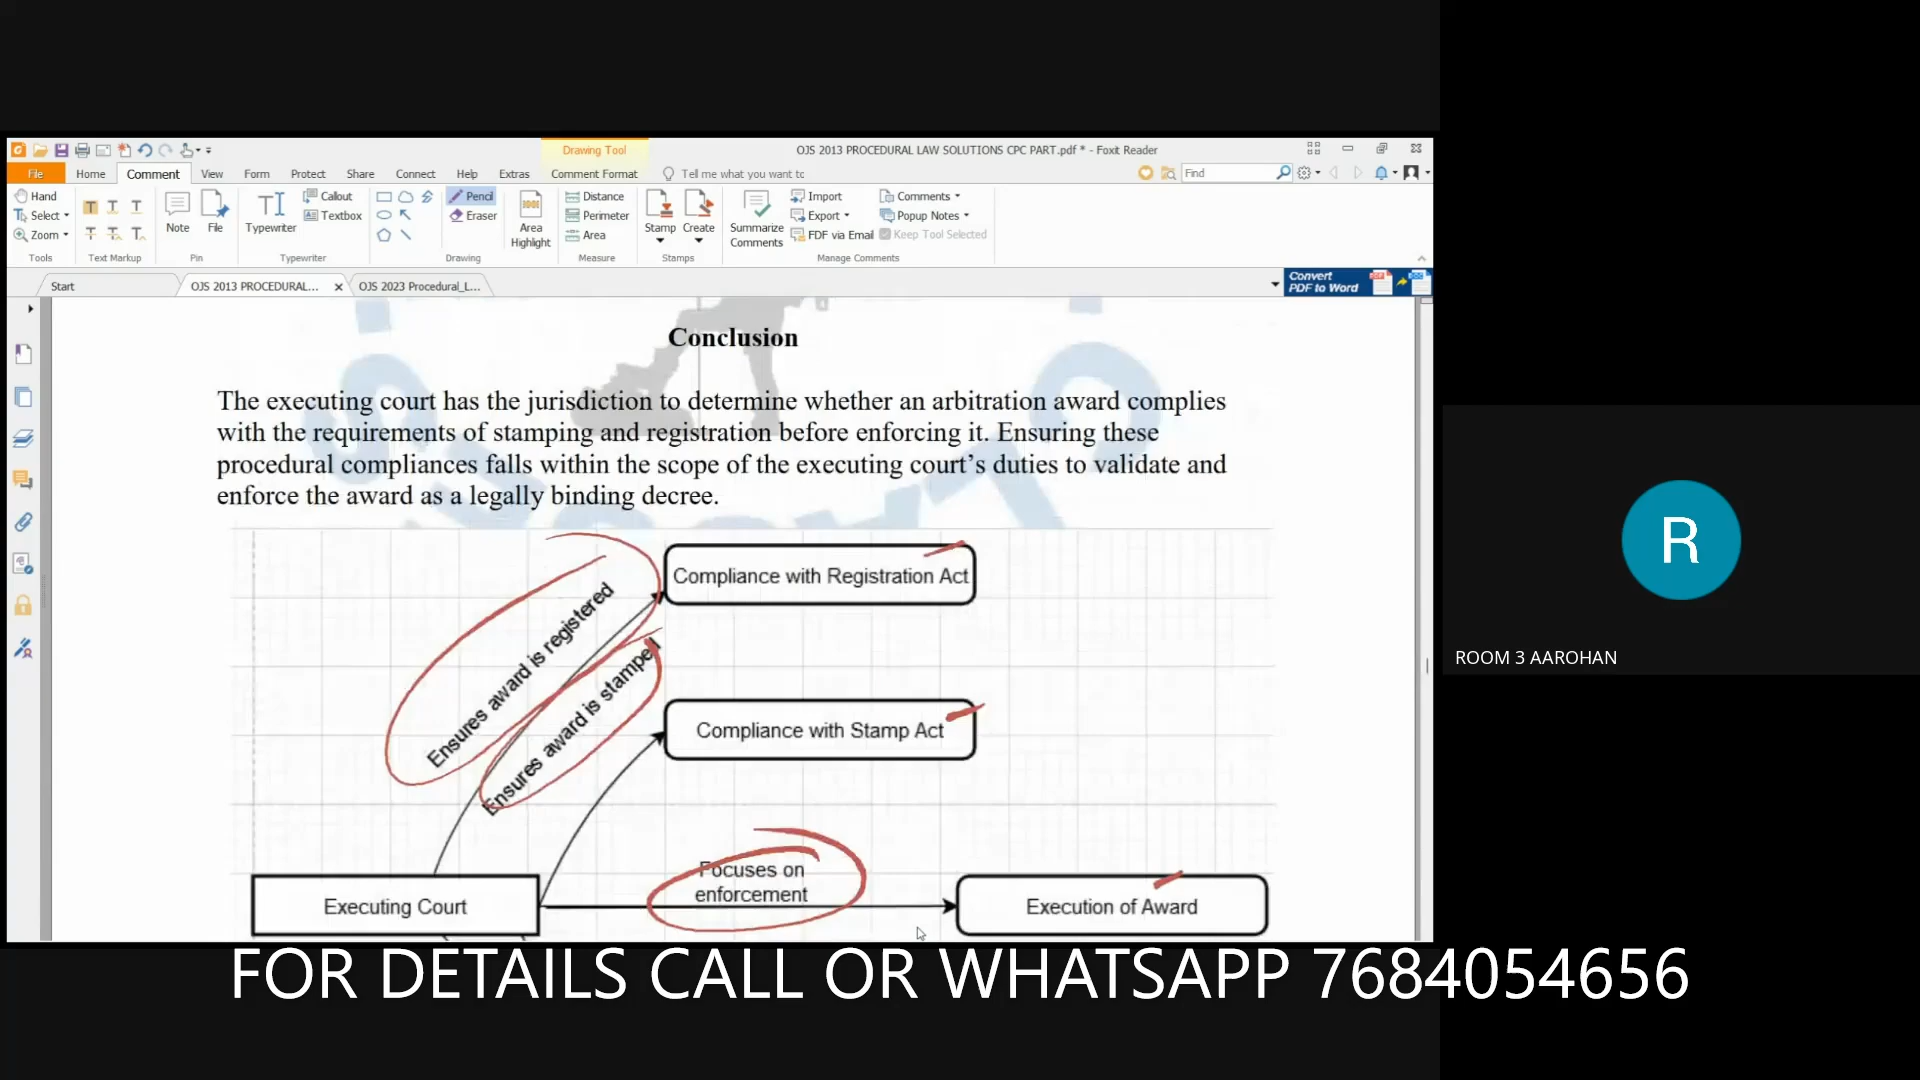 Drawing Tool
OJS 2013 PROCEDURAL LAW SOLUTIONS CPC PART.pdf * - Foxit Reader
File Home Comment View Form Protect Share Connect Help Extras Comment Format Tell me what you want to Find
Hand
Select
Zoom
Tools
Text Markup
Note
File
Pin
Typewriter
Callout
Textbox
Typewriter
Pencil
Eraser
Drawing
Area
Highlight
Distance
Perimeter
Area
Measure
Stamp
Create
Stamps
Summarize
Comments
Import
Export
FDF via Email
Comments
Popup Notes
Keep Tool Selected
Manage Comments
Start
OJS 2013 PROCEDURAL...
OJS 2023 Procedural_L...
Convert
PDF to Word
Conclusion
The executing court has the jurisdiction to determine whether an arbitration award complies
with the requirements of stamping and registration before enforcing it. Ensuring these
procedural compliances falls within the scope of the executing court’s duties to validate and
enforce the award as a legally binding decree.
Compliance with Registration Act
Ensures award is registered
Ensures award is stamped
Compliance with Stamp Act
Focuses on
enforcement
Executing Court
Execution of Award
R
ROOM 3 AAROHAN
FOR DETAILS CALL OR WHATSAPP 7684054656